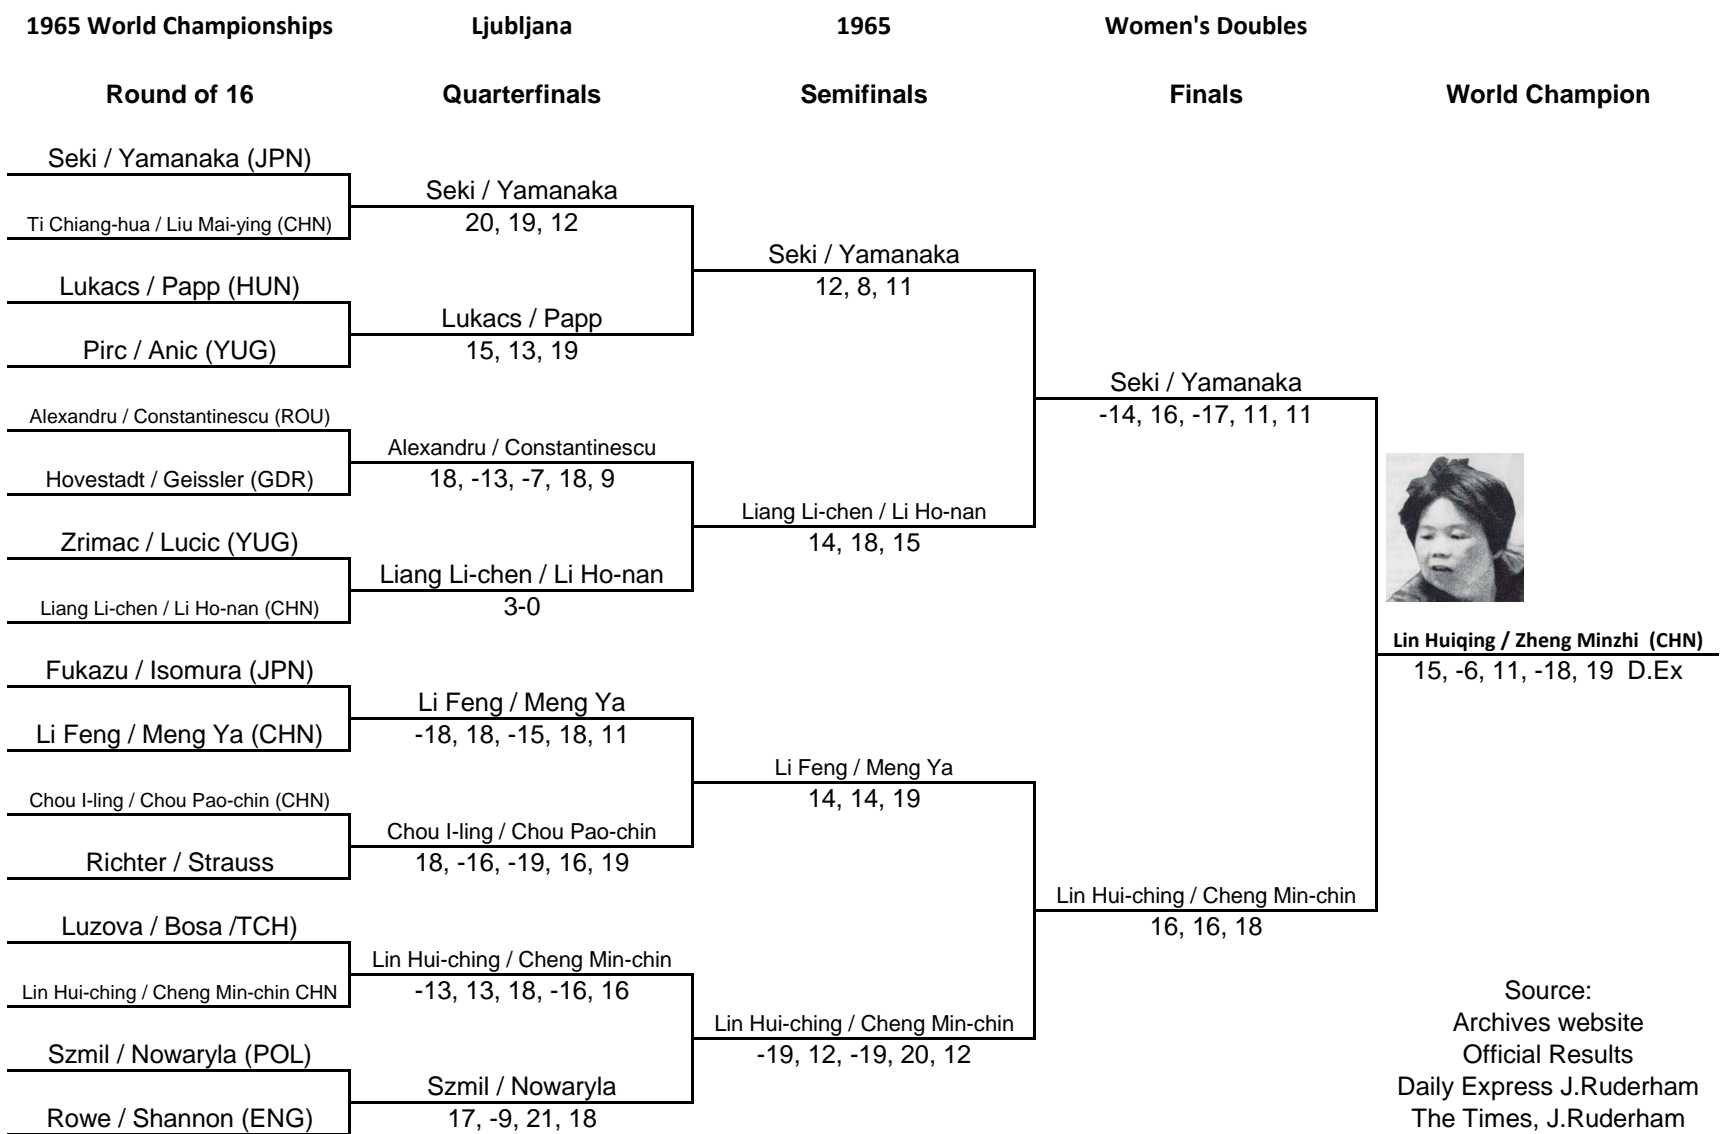 1965 World Championships
Ljubljana
1965
Women's Doubles
Round of 16
Quarterfinals
Semifinals
Finals
World Champion
Seki / Yamanaka (JPN)
Ti Chiang-hua / Liu Mai-ying (CHN)
Lukacs / Papp (HUN)
Pirc / Anic (YUG)
Alexandru / Constantinescu (ROU)
Hovestadt / Geissler (GDR)
Zrimac / Lucic (YUG)
Liang Li-chen / Li Ho-nan (CHN)
Fukazu / Isomura (JPN)
Li Feng / Meng Ya (CHN)
Chou I-ling / Chou Pao-chin (CHN)
Richter / Strauss
Luzova / Bosa /TCH)
Lin Hui-ching / Cheng Min-chin CHN
Szmil / Nowaryla (POL)
Rowe / Shannon (ENG)
Seki / Yamanaka
20, 19, 12
Lukacs / Papp
15, 13, 19
Alexandru / Constantinescu
18, -13, -7, 18, 9
Liang Li-chen / Li Ho-nan
3-0
Li Feng / Meng Ya
-18, 18, -15, 18, 11
Chou I-ling / Chou Pao-chin
18, -16, -19, 16, 19
Lin Hui-ching / Cheng Min-chin
-13, 13, 18, -16, 16
Szmil / Nowaryla
17, -9, 21, 18
Seki / Yamanaka
12, 8, 11
Liang Li-chen / Li Ho-nan
14, 18, 15
Li Feng / Meng Ya
14, 14, 19
Lin Hui-ching / Cheng Min-chin
-19, 12, -19, 20, 12
Seki / Yamanaka
-14, 16, -17, 11, 11
Lin Hui-ching / Cheng Min-chin
16, 16, 18
Lin Huiqing / Zheng Minzhi (CHN)
15, -6, 11, -18, 19 D.Ex
Source:
Archives website
Official Results
Daily Express J.Ruderham
The Times, J.Ruderham